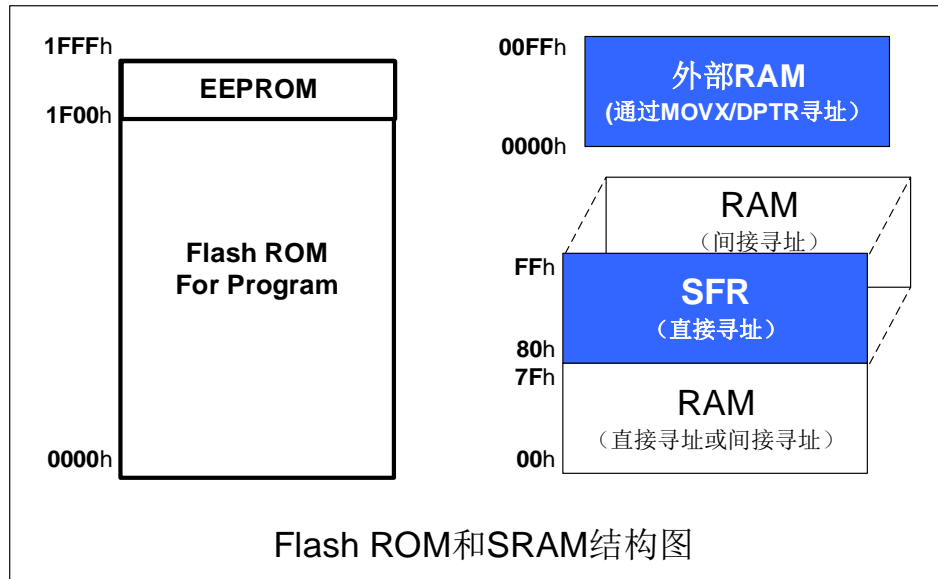 1FFFh
EEPROM
1F00h
Flash ROM
For Program
0000h
00FFh
外部RAM
(通过MOVX/DPTR寻址）
0000h
RAM
（间接寻址）
FFh
SFR
（直接寻址）
80h
7Fh
RAM
（直接寻址或间接寻址）
00h
Flash ROM和SRAM结构图